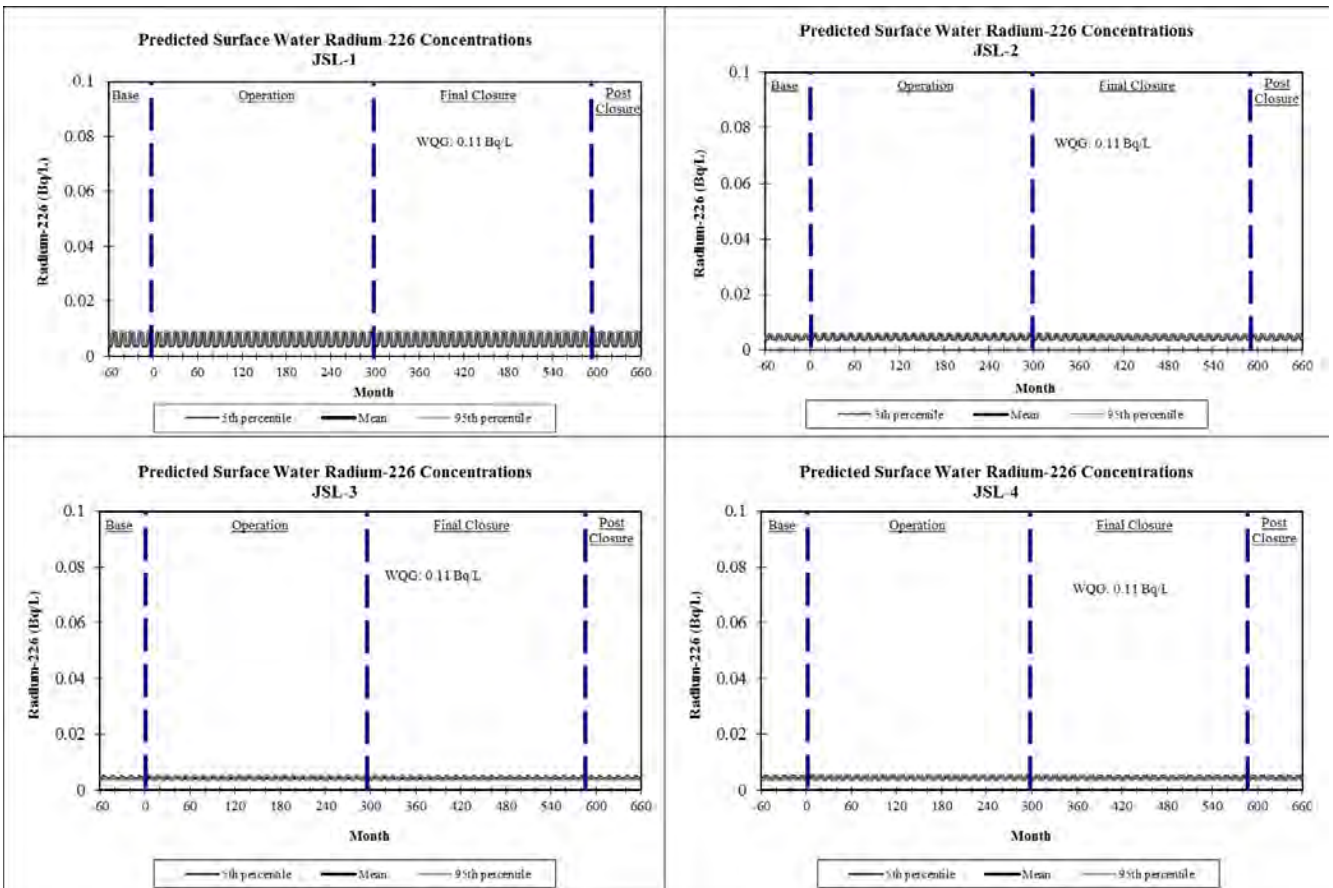 Predicted Surface Water Radium-226 Concentrations
JSL-1
0.1
0.08
0.06
0.04
0.02
0
Radium-226 (Bq/L)
Base
Operation
Final Closure
Post
Closure
WQG: 0.11 Bq/L
-60 0 60 120 180 240 300 360 420 480 540 600 660
Month
5th percentile Mean 95th percentile
Predicted Surface Water Radium-226 Concentrations
JSL-2
0.1
0.08
0.06
0.04
0.02
0
Radium-226 (Bq/L)
Base
Operation
Final Closure
Post
Closure
WQG: 0.11 Bq/L
-60 0 60 120 180 240 300 360 420 480 540 600 660
Month
5th percentile Mean 95th percentile
Predicted Surface Water Radium-226 Concentrations
JSL-3
0.1
0.08
0.06
0.04
0.02
0
Radium-226 (Bq/L)
Base
Operation
Final Closure
Post
Closure
WQG: 0.11 Bq/L
-60 0 60 120 180 240 300 360 420 480 540 600 660
Month
5th percentile Mean 95th percentile
Predicted Surface Water Radium-226 Concentrations
JSL-4
0.1
0.08
0.06
0.04
0.02
0
Radium-226 (Bq/L)
Base
Operation
Final Closure
Post
Closure
WQG: 0.11 Bq/L
-60 0 60 120 180 240 300 360 420 480 540 600 660
Month
5th percentile Mean 95th percentile